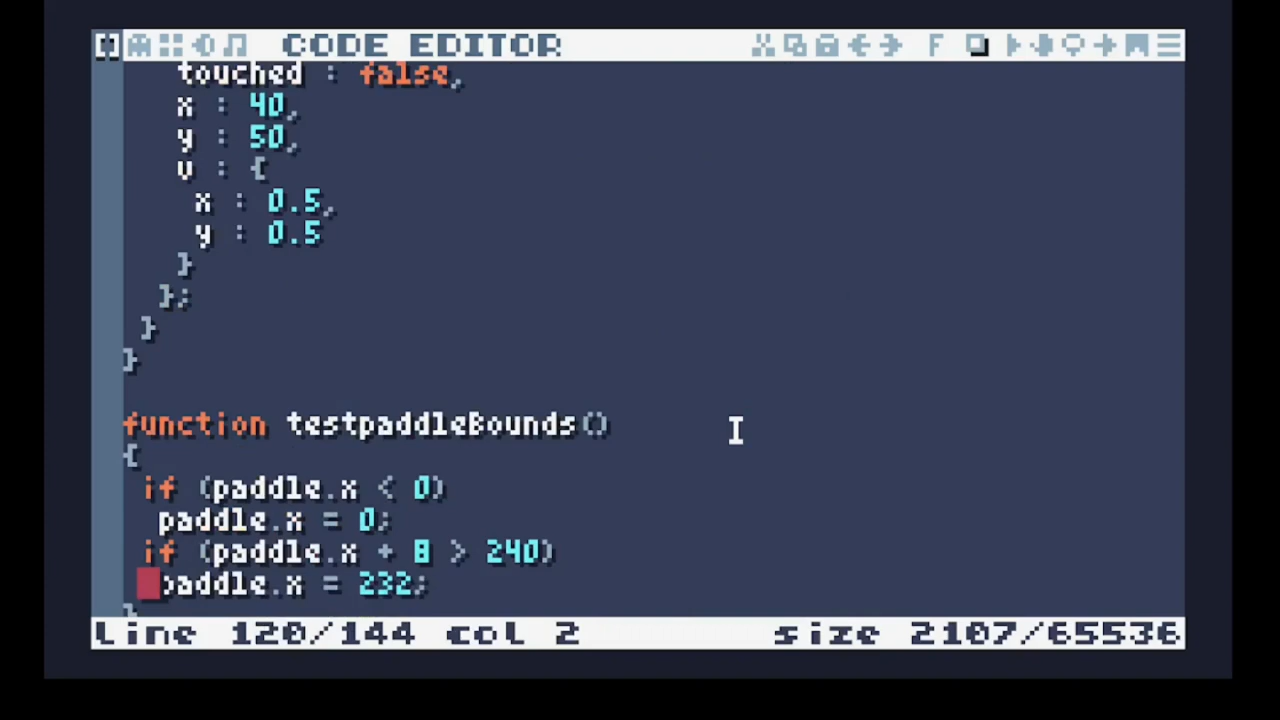 CODE EDITOR F
touched : false,
x : 40,
y : 50,
v : {
x : 0.5,
y : 0.5
}
};
}
}
function testpaddleBounds()
{
if (paddle.x < 0)
paddle.x = 0;
if (paddle.x + 8 > 240)
paddle.x = 232;
}
line 120/144 col 2 size 2107/65536